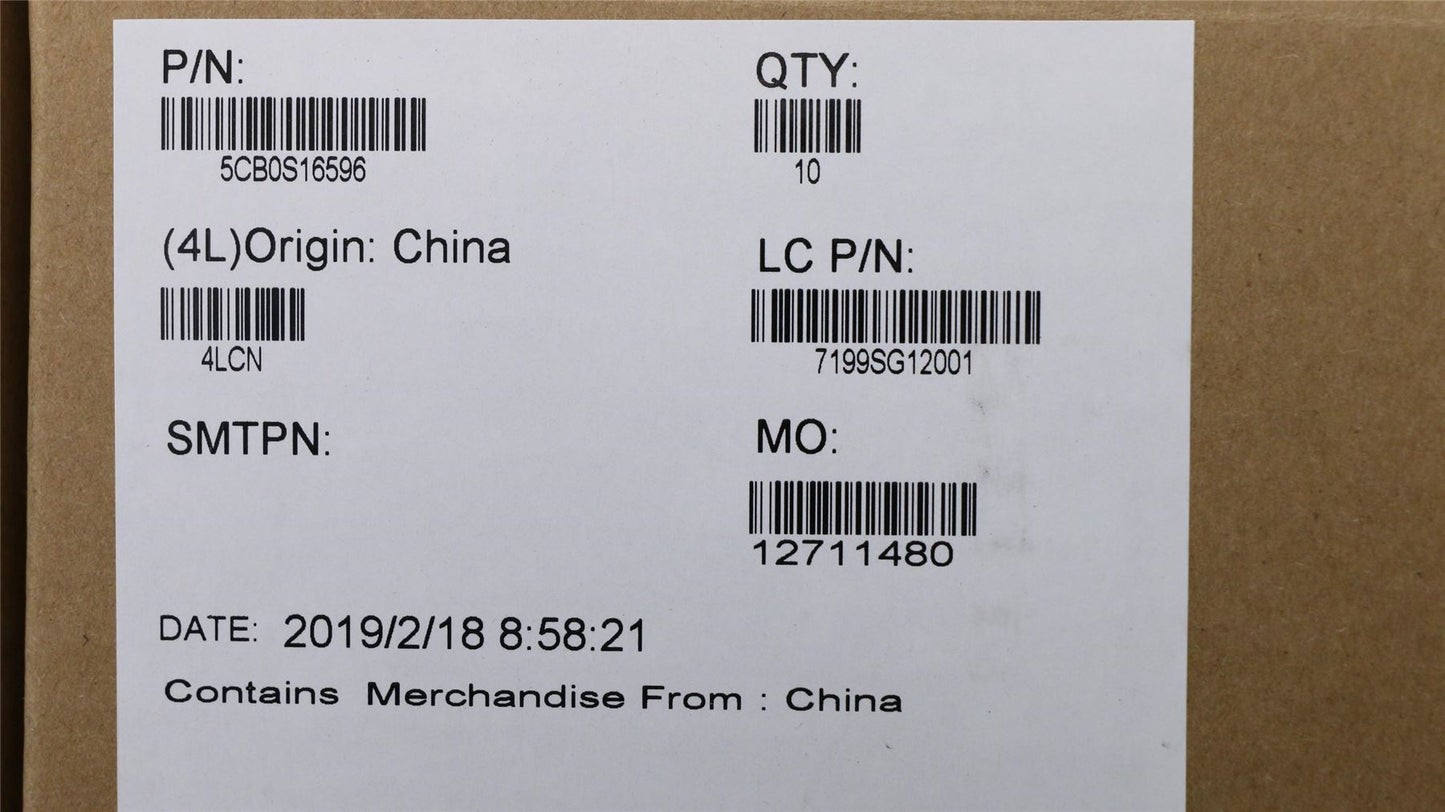 P/N:
5CB0S16596
QTY:
10
(4L)Origin: China
4LCN
LC P/N:
7199SG12001
SMTPN:
MO:
12711480
DATE: 2019/2/18 8:58:21
Contains Merchandise From : China